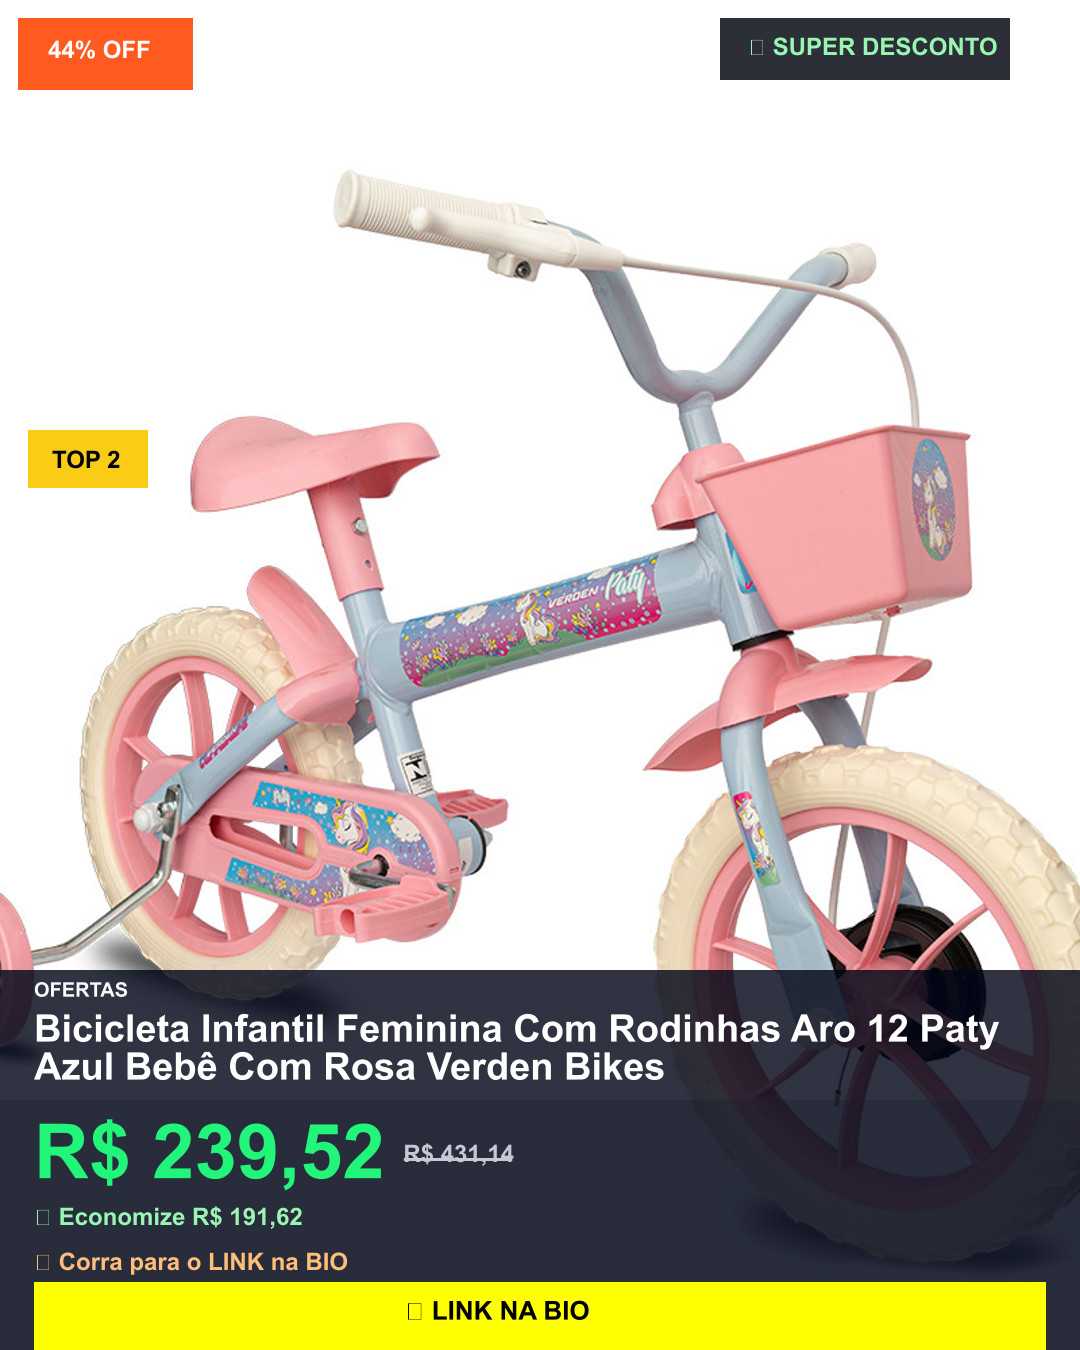 44% OFF
SUPER DESCONTO
TOP 2
VERDEN Paty
Paty
OFERTAS
Bicicleta Infantil Feminina Com Rodinhas Aro 12 Paty
Azul Bebê Com Rosa Verden Bikes
R$ 239,52 R$ 431,14
Economize R$ 191,62
Corra para o LINK na BIO
LINK NA BIO